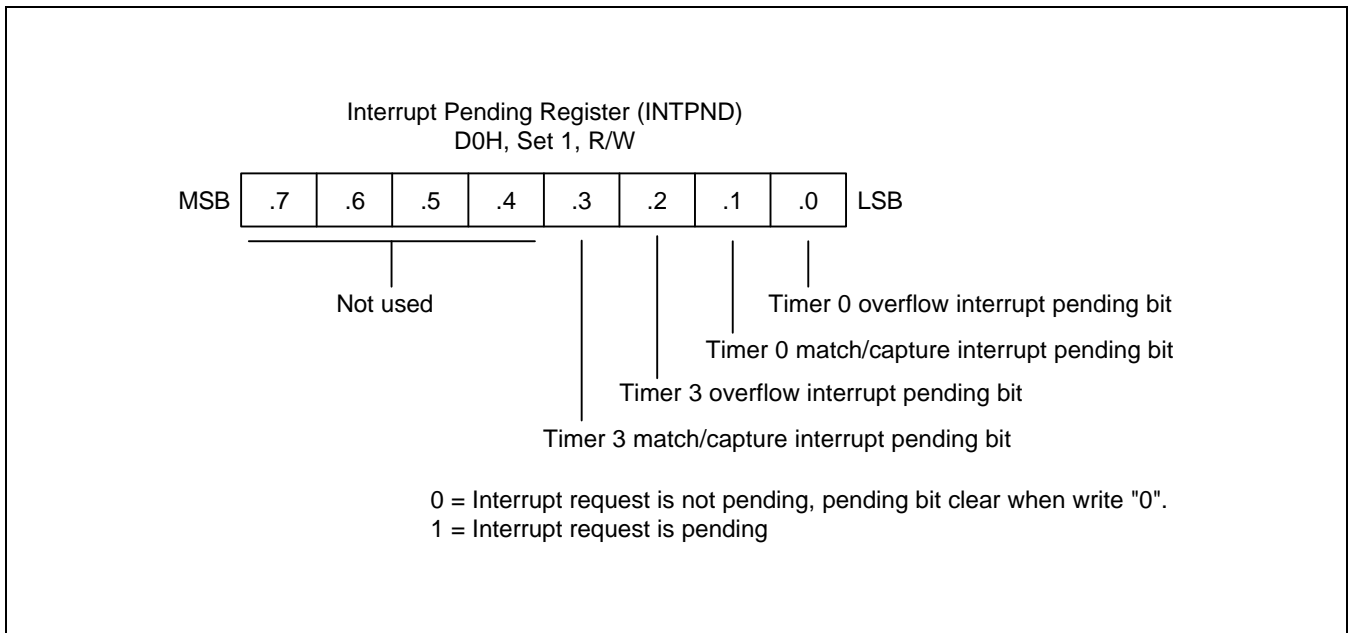 Interrupt Pending Register (INTPND)
D0H, Set 1, R/W
MSB .7 .6 .5 .4 .3 .2 .1 .0 LSB
Not used
Timer 0 overflow interrupt pending bit
Timer 0 match/capture interrupt pending bit
Timer 3 overflow interrupt pending bit
Timer 3 match/capture interrupt pending bit
0 = Interrupt request is not pending, pending bit clear when write "0".
1 = Interrupt request is pending